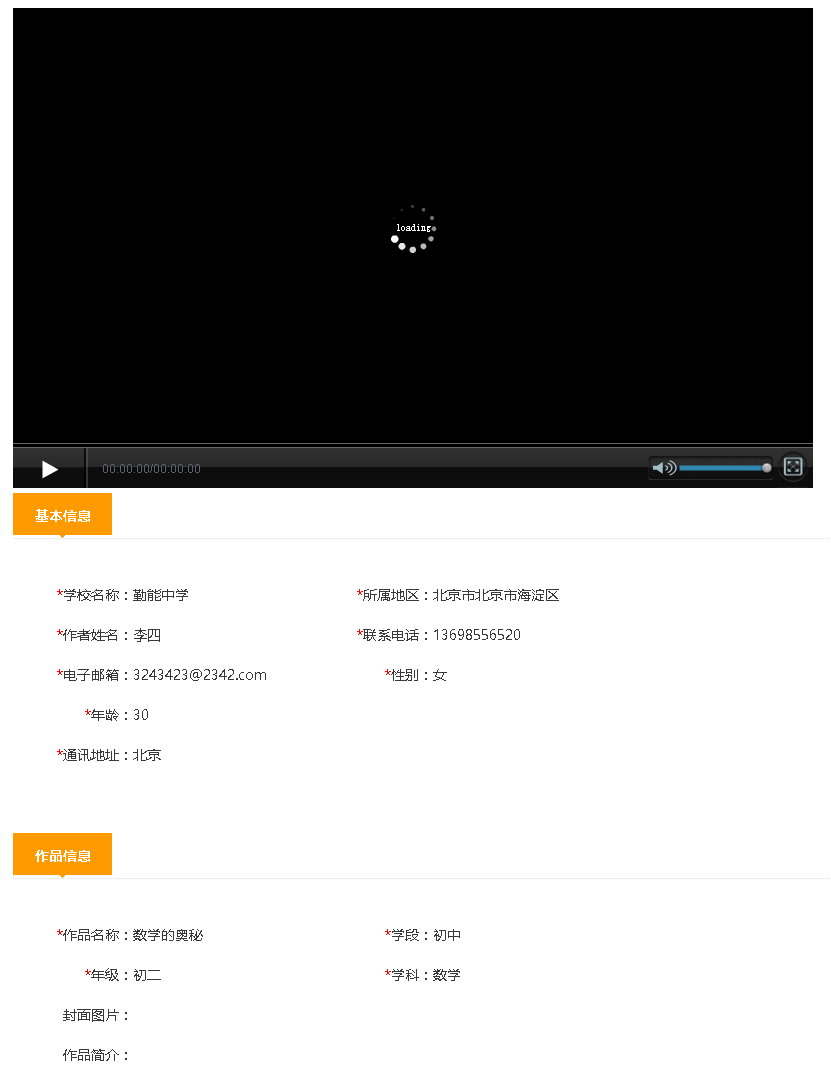 loading
00:00:00/00:00:00
基本信息
*学校名称：勤能中学 *所属地区：北京市北京市海淀区
*作者姓名：李四 *联系电话：13698556520
*电子邮箱：3243423@2342.com *性别：女
*年龄：30
*通讯地址：北京
作品信息
*作品名称：数学的奥秘 *学段：初中
*年级：初二 *学科：数学
封面图片：
作品简介：